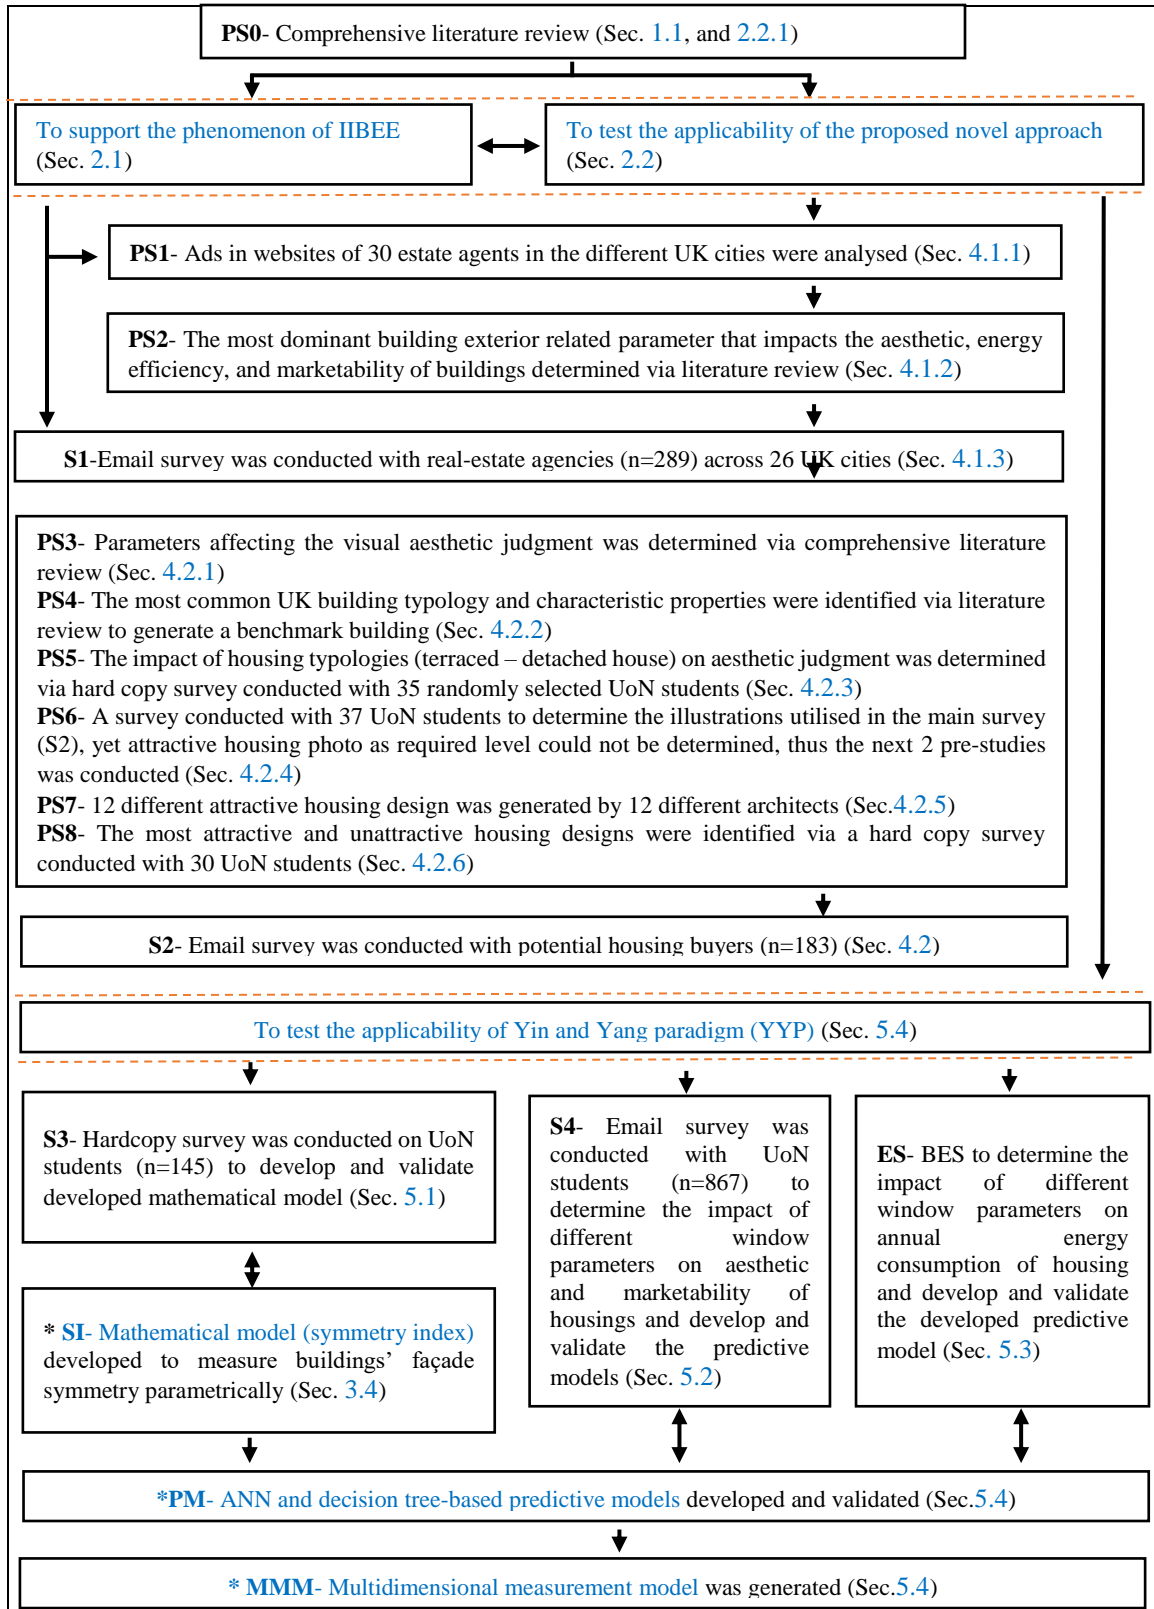 PS0- Comprehensive literature review (Sec. 1.1, and 2.2.1)
To support the phenomenon of IIBEE
(Sec. 2.1)
To test the applicability of the proposed novel approach
(Sec. 2.2)
PS1- Ads in websites of 30 estate agents in the different UK cities were analysed (Sec. 4.1.1)
PS2- The most dominant building exterior related parameter that impacts the aesthetic, energy
efficiency, and marketability of buildings determined via literature review (Sec. 4.1.2)
S1-Email survey was conducted with real-estate agencies (n=289) across 26 UK cities (Sec. 4.1.3)
PS3- Parameters affecting the visual aesthetic judgment was determined via comprehensive literature
review (Sec. 4.2.1)
PS4- The most common UK building typology and characteristic properties were identified via literature
review to generate a benchmark building (Sec. 4.2.2)
PS5- The impact of housing typologies (terraced – detached house) on aesthetic judgment was determined
via hard copy survey conducted with 35 randomly selected UoN students (Sec. 4.2.3)
PS6- A survey conducted with 37 UoN students to determine the illustrations utilised in the main survey
(S2), yet attractive housing photo as required level could not be determined, thus the next 2 pre-studies
was conducted (Sec. 4.2.4)
PS7- 12 different attractive housing design was generated by 12 different architects (Sec.4.2.5)
PS8- The most attractive and unattractive housing designs were identified via a hard copy survey
conducted with 30 UoN students (Sec. 4.2.6)
S2- Email survey was conducted with potential housing buyers (n=183) (Sec. 4.2)
To test the applicability of Yin and Yang paradigm (YYP) (Sec. 5.4)
S3- Hardcopy survey was conducted on UoN
students (n=145) to develop and validate
developed mathematical model (Sec. 5.1)
* SI- Mathematical model (symmetry index)
developed to measure buildings’ façade
symmetry parametrically (Sec. 3.4)
S4- Email survey was
conducted with UoN
students (n=867) to
determine the impact of
different window
parameters on aesthetic
and marketability of
housings and develop and
validate the predictive
models (Sec. 5.2)
ES- BES to determine the
impact of different
window parameters on
annual energy
consumption of housing
and develop and validate
the developed predictive
model (Sec. 5.3)
*PM- ANN and decision tree-based predictive models developed and validated (Sec.5.4)
* MMM- Multidimensional measurement model was generated (Sec.5.4)